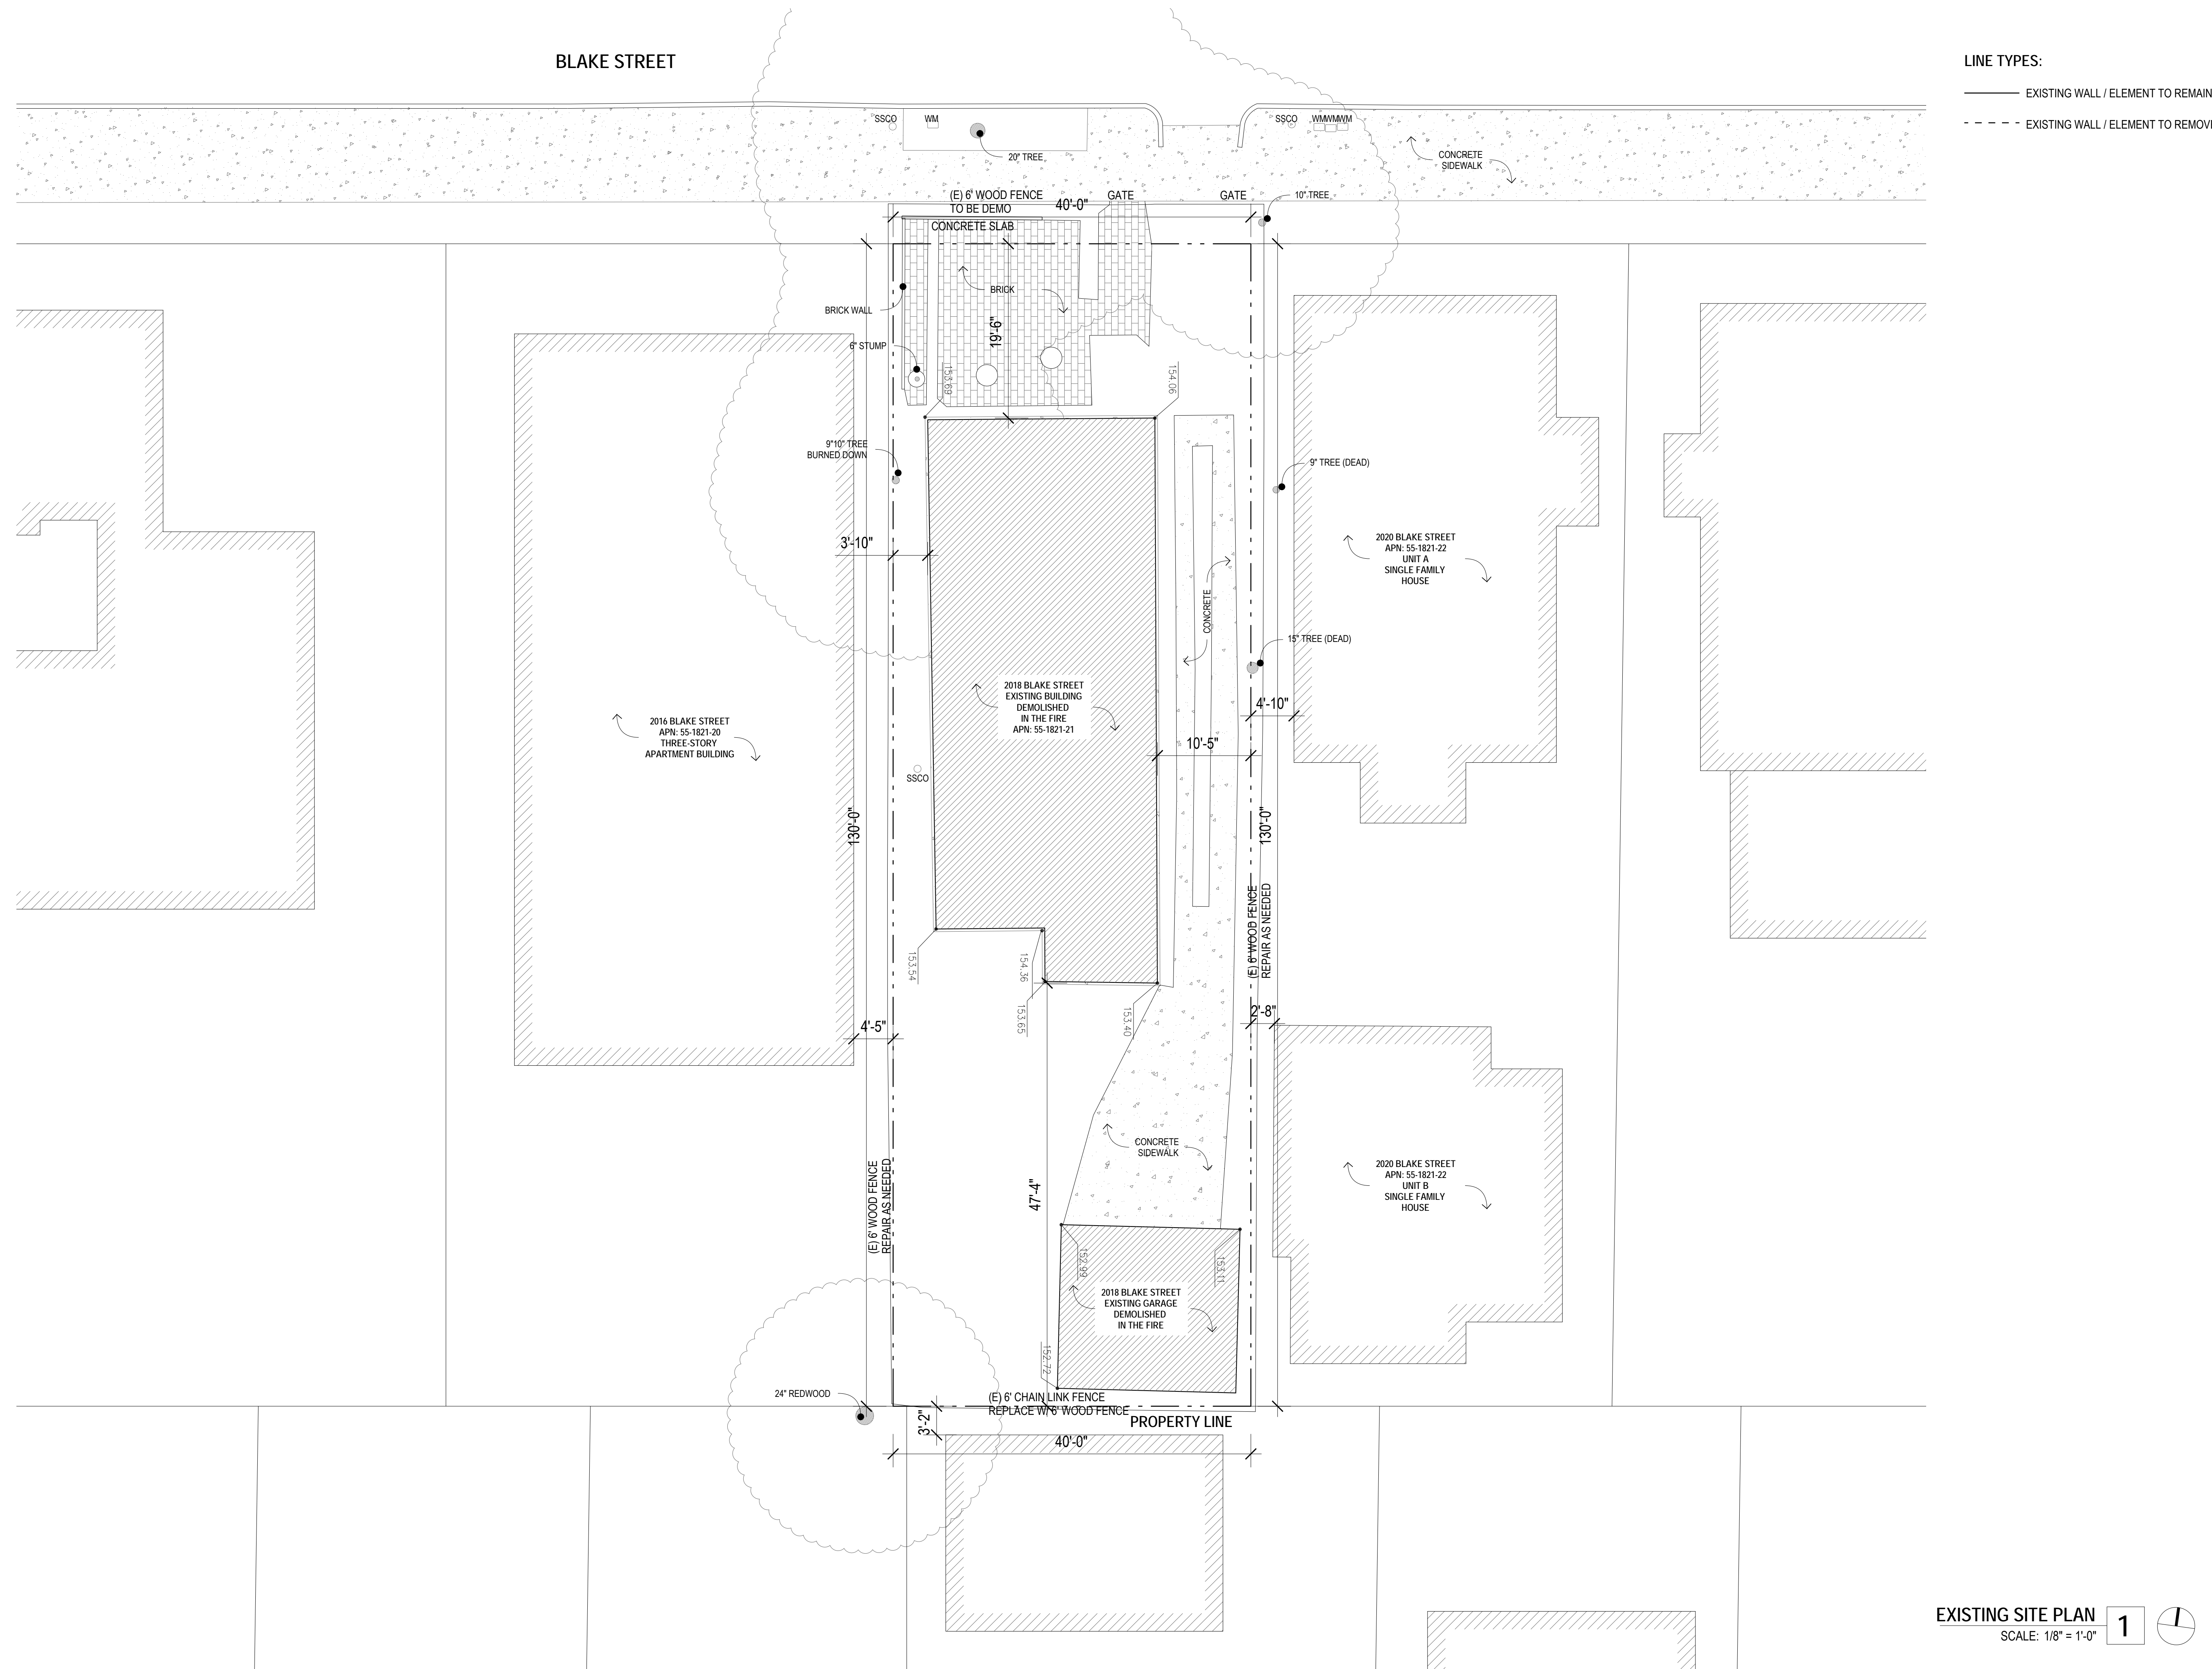 BLAKE STREET
LINE TYPES:
EXISTING WALL / ELEMENT TO REMAIN
EXISTING WALL / ELEMENT TO REMOV
SSCO
WM
20" TREE
SSCO
WM
WM
WM
CONCRETE
SIDEWALK
(E) 6' WOOD FENCE
TO BE DEMO
40'-0"
GATE
GATE
10" TREE
CONCRETE SLAB
BRICK
BRICK WALL
19'-6"
6" STUMP
153.69
154.06
9"10" TREE
BURNED DOWN
9" TREE (DEAD)
3'-10"
2020 BLAKE STREET
APN: 55-1821-22
UNIT A
SINGLE FAMILY
HOUSE
CONCRETE
15" TREE (DEAD)
2018 BLAKE STREET
EXISTING BUILDING
DEMOLISHED
IN THE FIRE
APN: 55-1821-21
4'-10"
2016 BLAKE STREET
APN: 55-1821-20
THREE-STORY
APARTMENT BUILDING
10'-5"
SSCO
130'-0"
130'-0"
(E) 6' WOOD FENCE
REPAIR AS NEEDED
153.54
154.36
153.65
153.40
2'-8"
4'-5"
CONCRETE
SIDEWALK
(E) 6' WOOD FENCE
REPAIR AS NEEDED
47'-4"
2020 BLAKE STREET
APN: 55-1821-22
UNIT B
SINGLE FAMILY
HOUSE
152.99
153.11
2018 BLAKE STREET
EXISTING GARAGE
DEMOLISHED
IN THE FIRE
152.72
24" REDWOOD
(E) 6' CHAIN LINK FENCE
REPLACE W/ 6' WOOD FENCE
PROPERTY LINE
3'-2"
40'-0"
EXISTING SITE PLAN
1
SCALE: 1/8" = 1'-0"